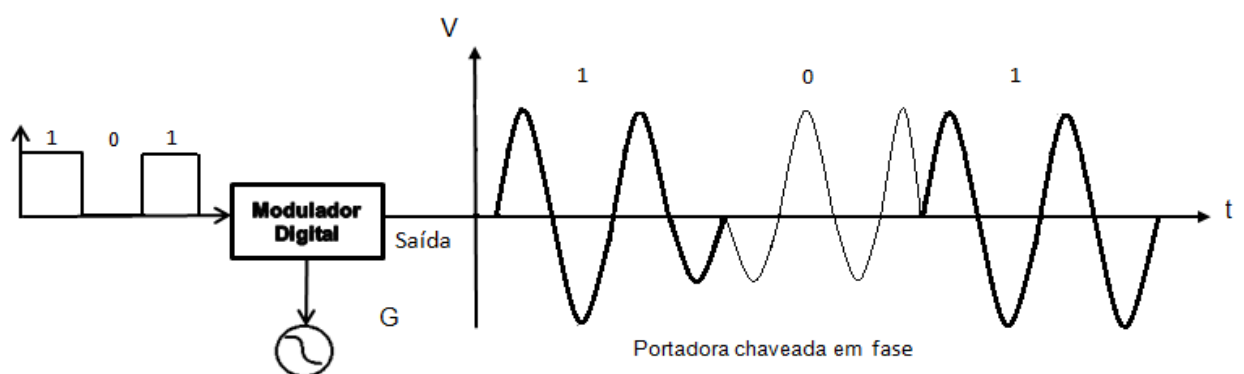 V
1 0 1
1 0 1
Modulador
Digital
Saída
t
G
Portadora chaveada em fase